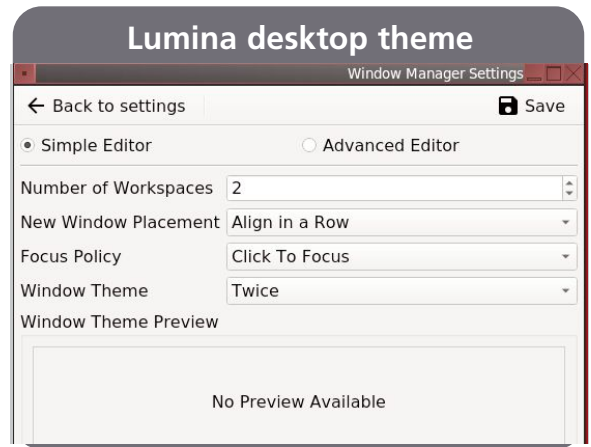 Lumina desktop theme
Window Manager Settings
Back to settings Save
Simple Editor Advanced Editor
Number of Workspaces 2
New Window Placement Align in a Row
Focus Policy Click To Focus
Window Theme Twice
Window Theme Preview
No Preview Available